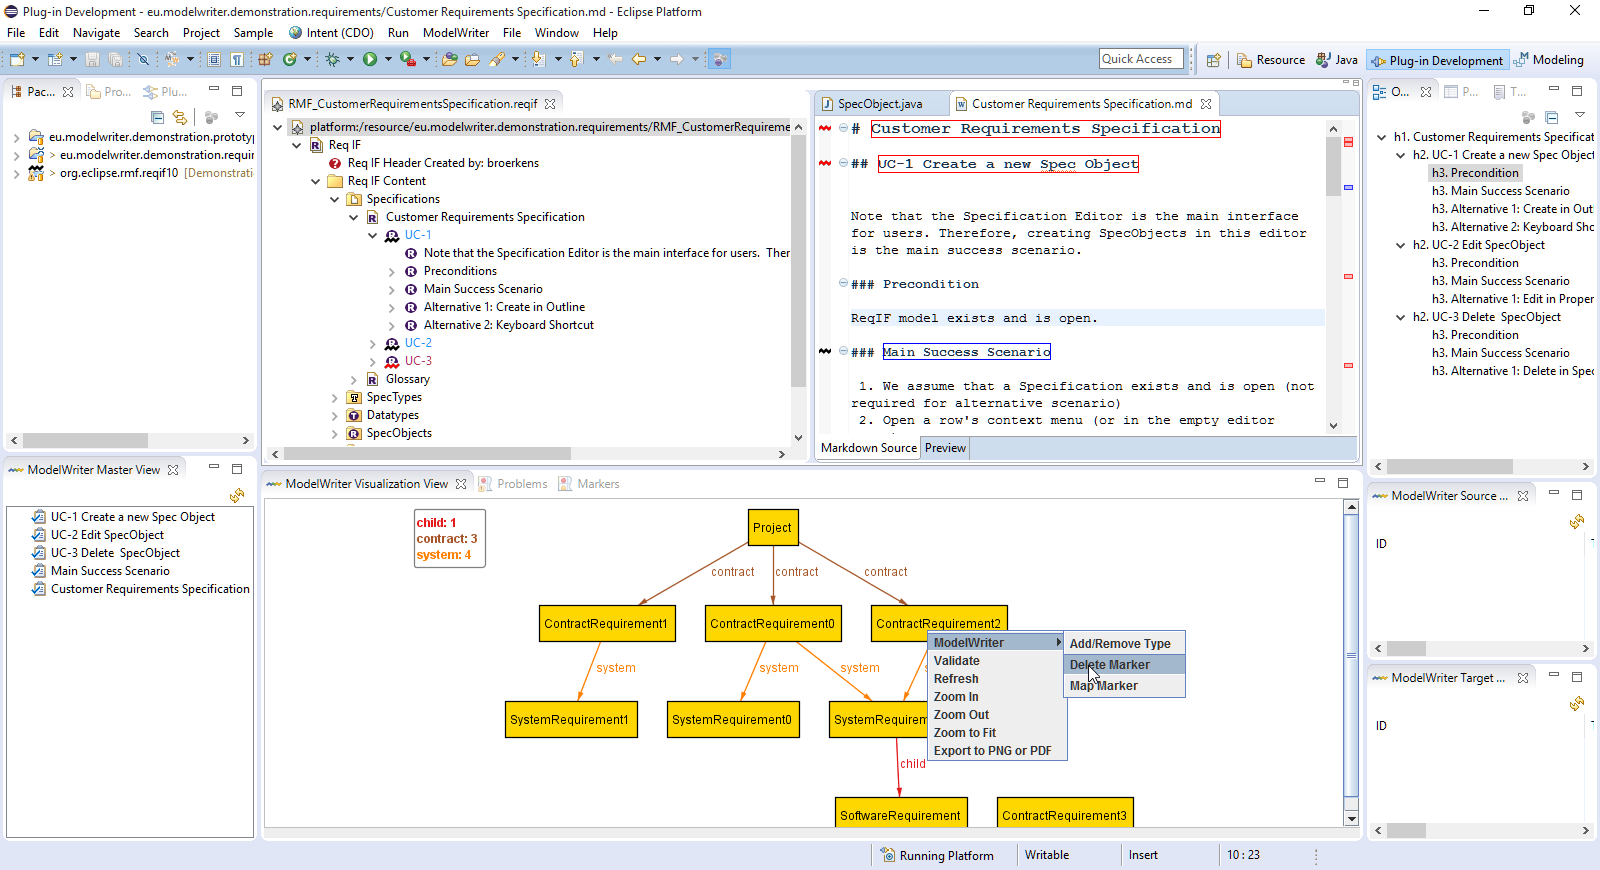 Plug-in Development - eu.modelwriter.demonstration.requirements/Customer Requirements Specification.md - Eclipse Platform
File Edit Navigate Search Project Sample Intent (CDO) Run ModelWriter File Window Help
Quick Access
Resource Java Plug-in Development Modeling
Pac... Pro... Plu...
eu.modelwriter.demonstration.prototyp
> eu.modelwriter.demonstration.requir
> org.eclipse.rmf.reqif10 [Demonstrati
RMF_CustomerRequirementsSpecification.reqif
platform:/resource/eu.modelwriter.demonstration.requirements/RMF_CustomerRequireme
Req IF
Req IF Header Created by: broerkens
Req IF Content
Specifications
Customer Requirements Specification
UC-1
Note that the Specification Editor is the main interface for users. Ther
Preconditions
Main Success Scenario
Alternative 1: Create in Outline
Alternative 2: Keyboard Shortcut
UC-2
UC-3
Glossary
SpecTypes
Datatypes
SpecObjects
SpecObject.java Customer Requirements Specification.md
# Customer Requirements Specification
## UC-1 Create a new Spec Object
Note that the Specification Editor is the main interface
for users. Therefore, creating SpecObjects in this editor
is the main success scenario.
### Precondition
ReqIF model exists and is open.
### Main Success Scenario
1. We assume that a Specification exists and is open (not
required for alternative scenario)
2. Open a row's context menu (or in the empty editor
Markdown Source Preview
O... P... T...
h1. Customer Requirements Specificat
h2. UC-1 Create a new Spec Object
h3. Precondition
h3. Main Success Scenario
h3. Alternative 1: Create in Outl
h3. Alternative 2: Keyboard Sho
h2. UC-2 Edit SpecObject
h3. Precondition
h3. Main Success Scenario
h3. Alternative 1: Edit in Proper
h2. UC-3 Delete SpecObject
h3. Precondition
h3. Main Success Scenario
h3. Alternative 1: Delete in Spec
ModelWriter Master View
UC-1 Create a new Spec Object
UC-2 Edit SpecObject
UC-3 Delete SpecObject
Main Success Scenario
Customer Requirements Specification
ModelWriter Visualization View Problems Markers
child: 1
contract: 3
system: 4
Project
contract contract contract
ContractRequirement1 ContractRequirement0 ContractRequirement2
system system system
SystemRequirement1 SystemRequirement0 SystemRequirem
child
SoftwareRequirement ContractRequirement3
ModelWriter
Validate
Refresh
Zoom In
Zoom Out
Zoom to Fit
Export to PNG or PDF
Add/Remove Type
Delete Marker
Map Marker
ModelWriter Source ...
ID
ModelWriter Target ...
ID
Running Platform Writable Insert 10 : 23